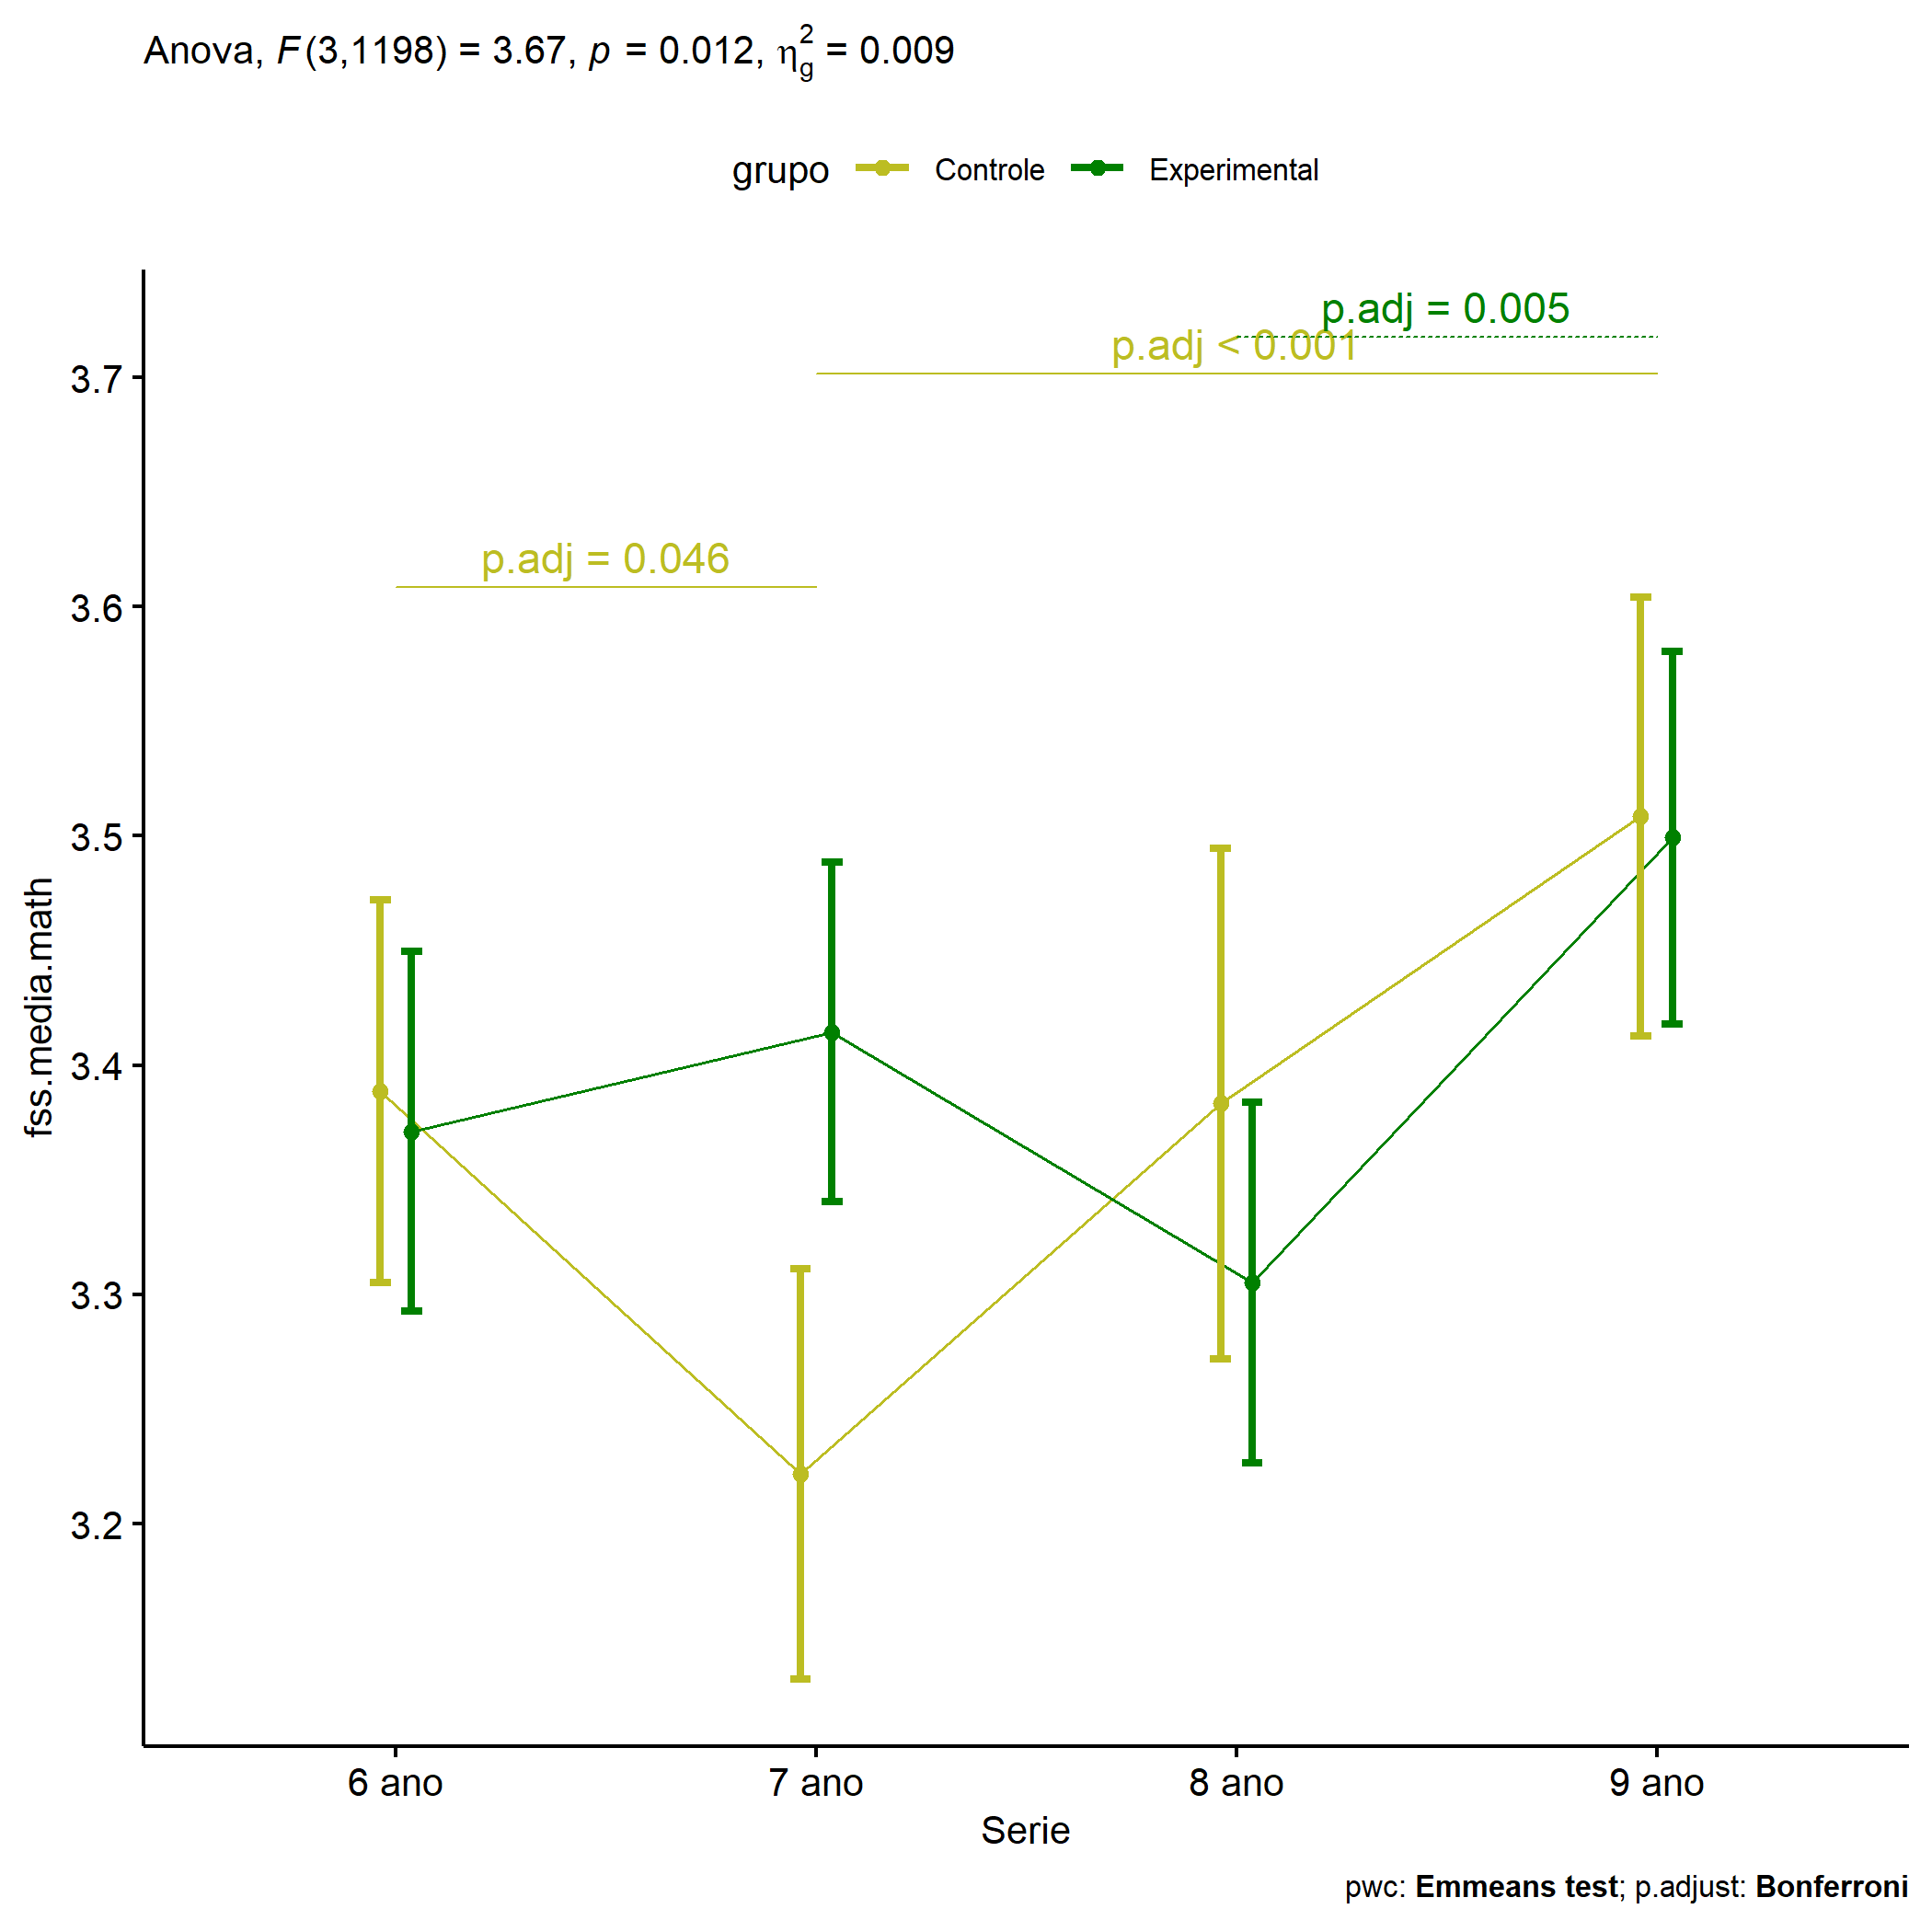 Anova, F(3,1198) = 3.67, p = 0.012, η²g = 0.009
grupo Controle Experimental
p.adj = 0.005
p.adj < 0.001
p.adj = 0.046
3.7
3.6
3.5
3.4
3.3
3.2
fss.media.math
6 ano 7 ano 8 ano 9 ano
Serie
pwc: Emmeans test; p.adjust: Bonferroni